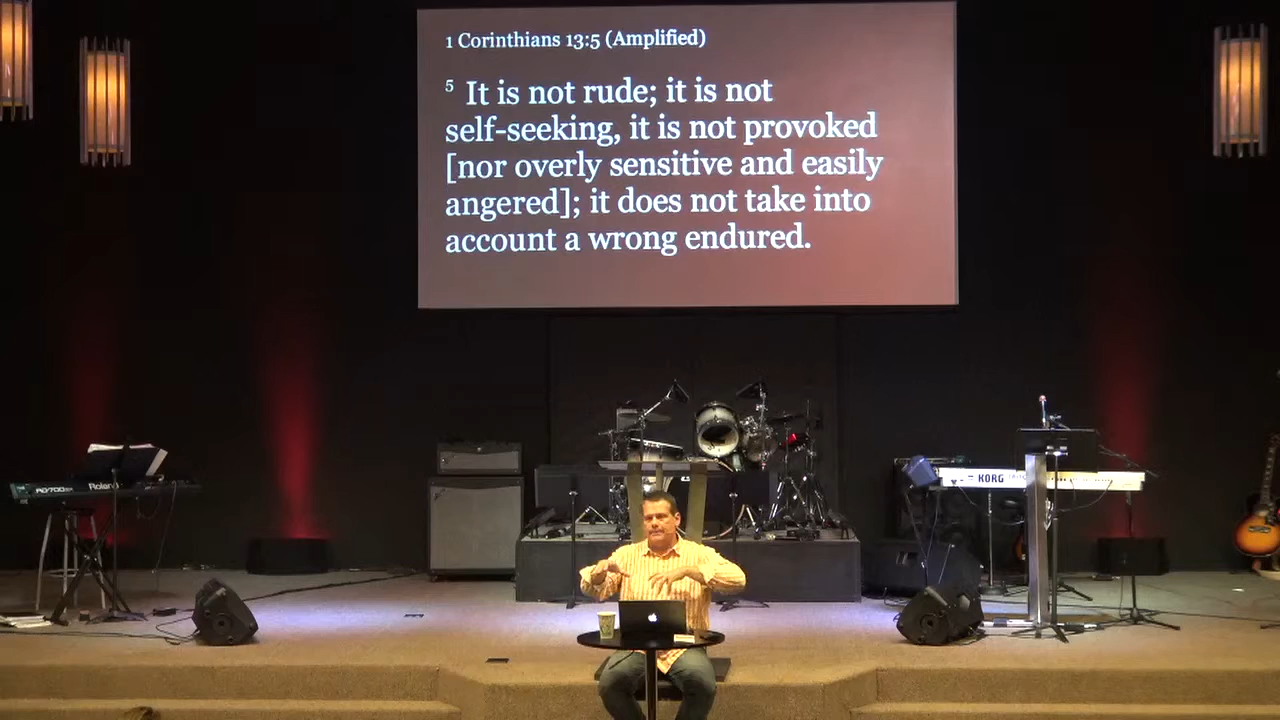 1 Corinthians 13:5 (Amplified)
5 It is not rude; it is not
self-seeking, it is not provoked
[nor overly sensitive and easily
angered]; it does not take into
account a wrong endured.
Roland
KORG